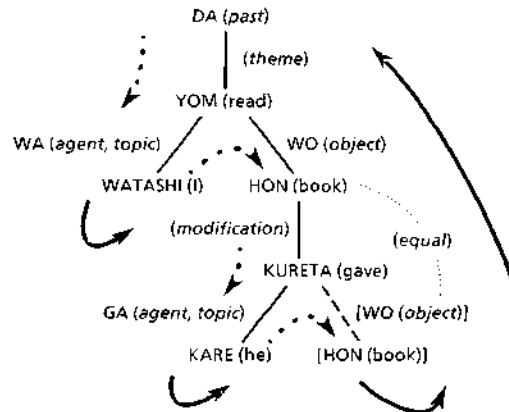 DA (past)
(theme)
YOM (read)
WA (agent, topic) WO (object)
WATASHI (I) HON (book)
(modification) (equal)
KURETA (gave)
GA (agent, topic) [WO (object)]
KARE (he) [HON (book)]